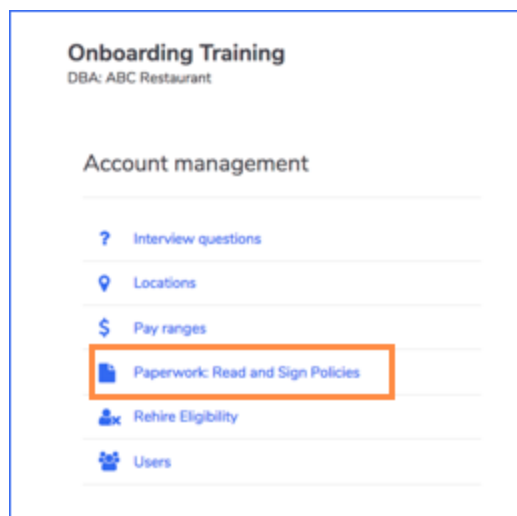 Onboarding Training
DBA: ABC Restaurant
Account management
? Interview questions
Locations
$ Pay ranges
Paperwork: Read and Sign Policies
Rehire Eligibility
Users